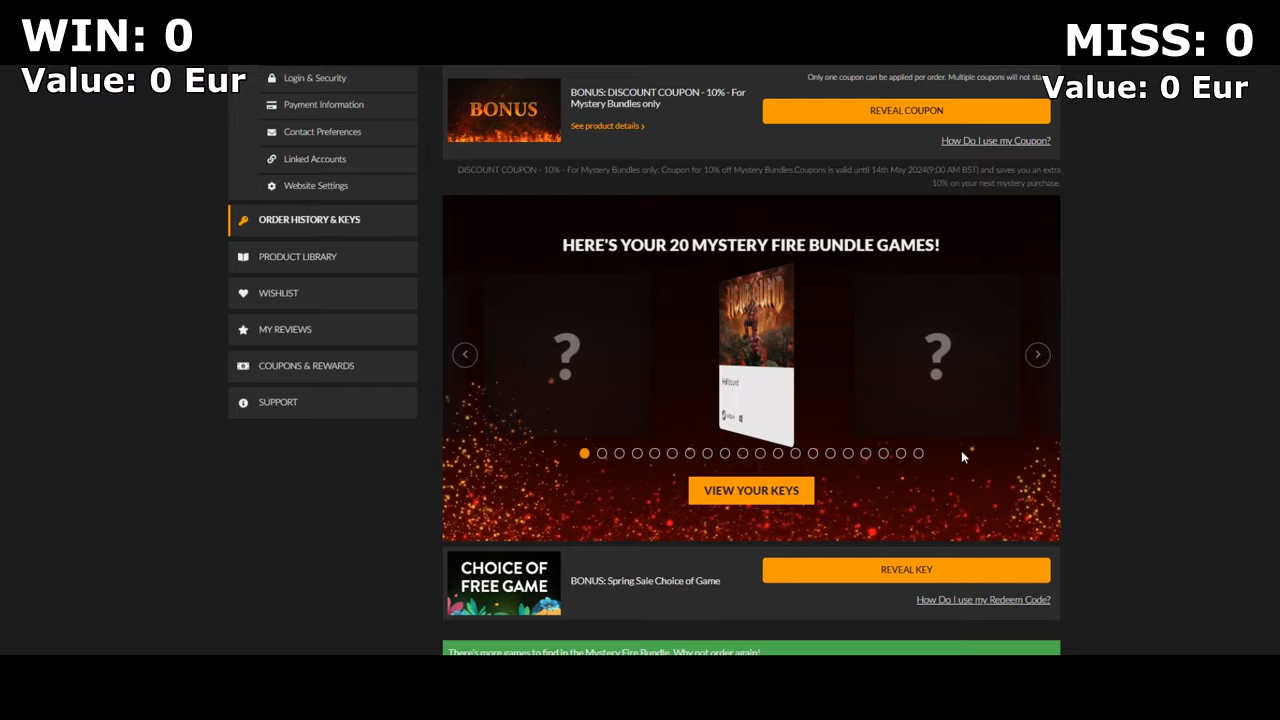 WIN: 0
Value: 0 Eur
MISS: 0
Value: 0 Eur
Login & Security
Payment Information
Contact Preferences
Linked Accounts
Website Settings
ORDER HISTORY & KEYS
PRODUCT LIBRARY
WISHLIST
MY REVIEWS
COUPONS & REWARDS
SUPPORT
Only one coupon can be applied per order. Multiple coupons will not
BONUS
BONUS: DISCOUNT COUPON - 10% - For
Mystery Bundles only
See product details >
REVEAL COUPON
How Do I use my Coupon?
DISCOUNT COUPON - 10% - For Mystery Bundles only: Coupon for 10% off Mystery Bundles.Coupons is valid until 14th May 2024(9:00 AM BST) and saves you an extra
10% on your next mystery purchase.
HERE'S YOUR 20 MYSTERY FIRE BUNDLE GAMES!
?
HELLBOUND
Hellbound
?
VIEW YOUR KEYS
CHOICE OF
FREE GAME
BONUS: Spring Sale Choice of Game
REVEAL KEY
How Do I use my Redeem Code?
There's more games to find in the Mystery Fire Bundle. Why not order again!